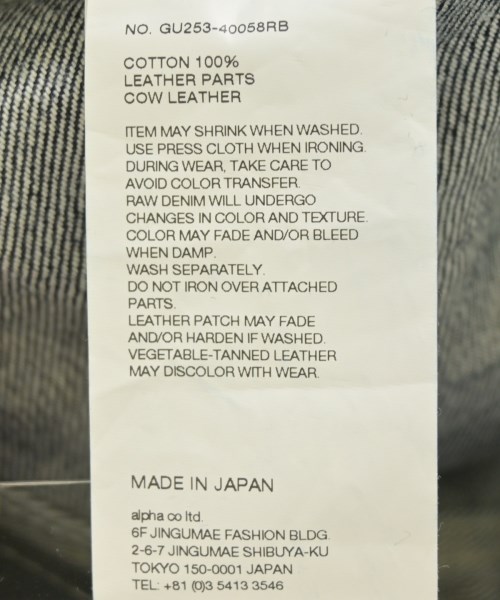 NO. GU253-40058RB
COTTON 100%
LEATHER PARTS
COW LEATHER
ITEM MAY SHRINK WHEN WASHED.
USE PRESS CLOTH WHEN IRONING.
DURING WEAR, TAKE CARE TO
AVOID COLOR TRANSFER.
RAW DENIM WILL UNDERGO
CHANGES IN COLOR AND TEXTURE.
COLOR MAY FADE AND/OR BLEED
WHEN DAMP.
WASH SEPARATELY.
DO NOT IRON OVER ATTACHED
PARTS.
LEATHER PATCH MAY FADE
AND/OR HARDEN IF WASHED.
VEGETABLE-TANNED LEATHER
MAY DISCOLOR WITH WEAR.
MADE IN JAPAN
alpha co ltd.
6F JINGUMAE FASHION BLDG.
2-6-7 JINGUMAE SHIBUYA-KU
TOKYO 150-0001 JAPAN
TEL: +81 (0)3 5413 3546